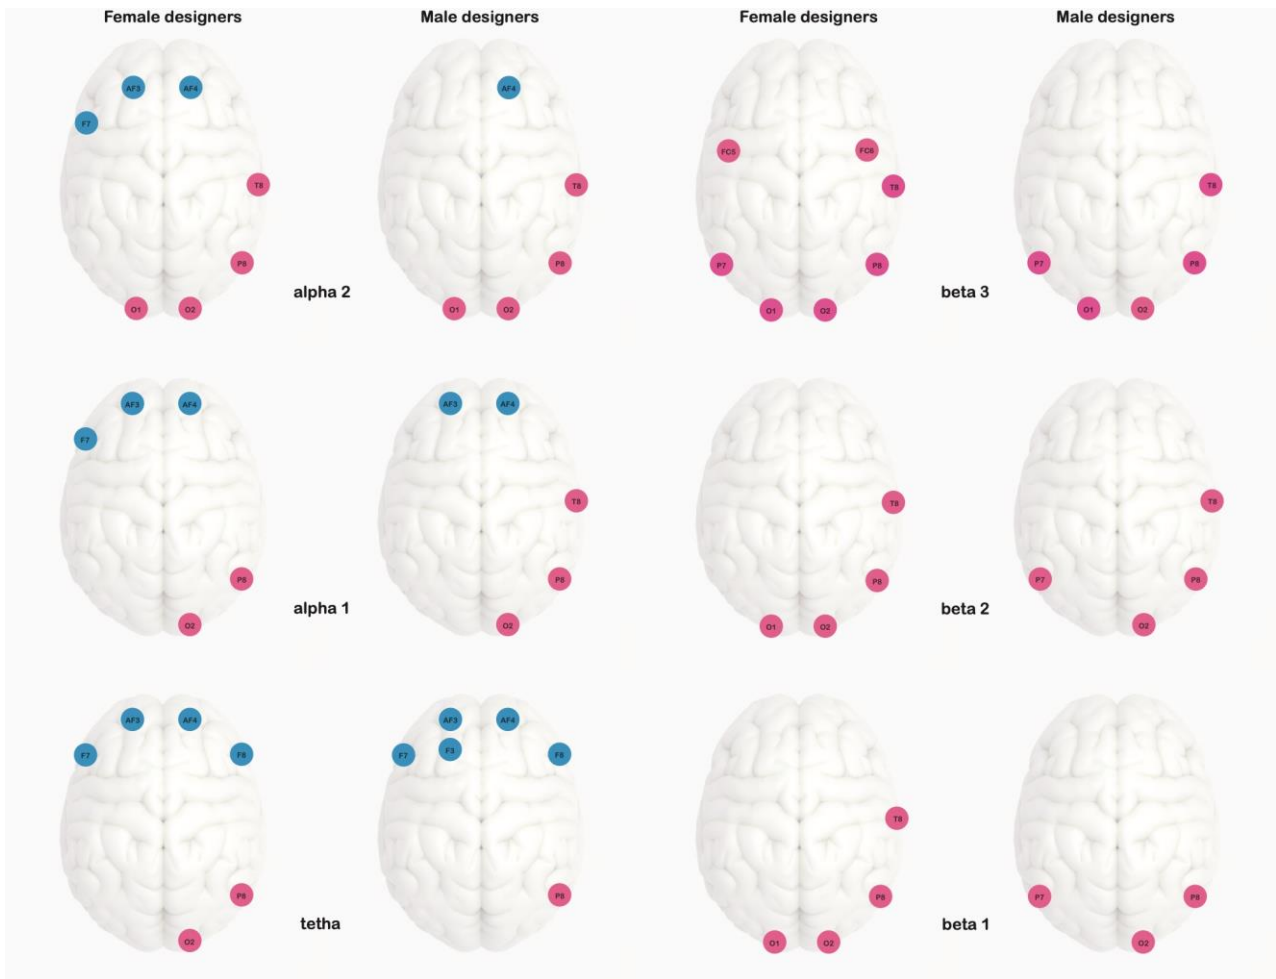 Female designers Male designers Female designers Male designers
AF3 AF4 AF4
F7
FC5 FC6
T8 T8 T8 T8
P8 P8 P7 P8 P7 P8
alpha 2 beta 3
O1 O2 O1 O2 O1 O2 O1 O2
AF3 AF4 AF3 AF4
F7
T8 T8 T8
P8 P8 P8 P7 P8
alpha 1 beta 2
O2 O2 O1 O2 O2
AF3 AF4 AF3 AF4
F7 F8 F7 F3 F8
T8
P8 P8 P8 P7 P8
tetha beta 1
O2 O1 O2 O2